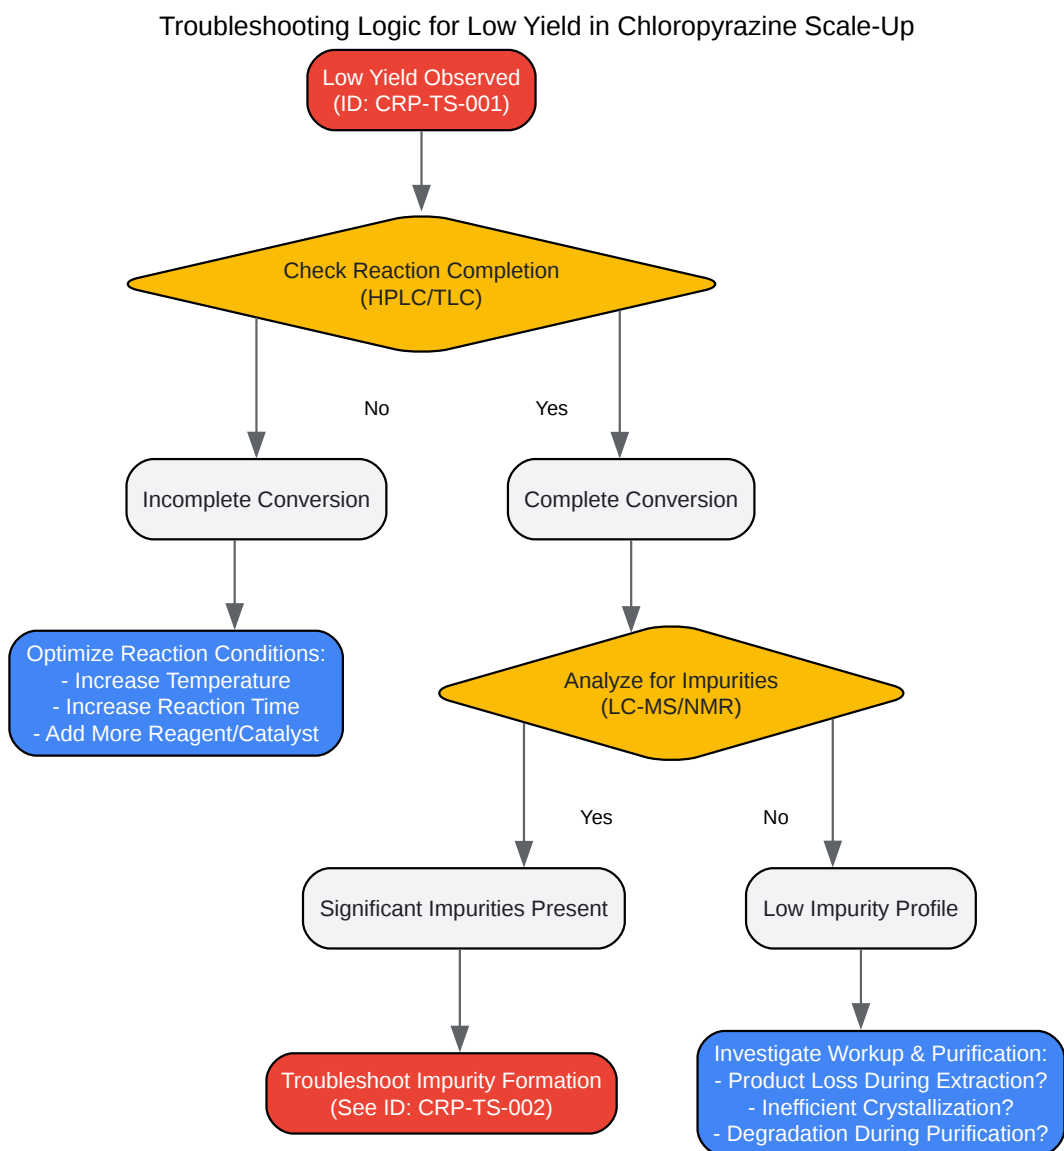 Troubleshooting Logic for Low Yield in Chloropyrazine Scale-Up
Low Yield Observed
(ID: CRP-TS-001)
Check Reaction Completion
(HPLC/TLC)
No
Yes
Incomplete Conversion
Complete Conversion
Optimize Reaction Conditions:
- Increase Temperature
- Increase Reaction Time
- Add More Reagent/Catalyst
Analyze for Impurities
(LC-MS/NMR)
Yes
No
Significant Impurities Present
Low Impurity Profile
Troubleshoot Impurity Formation
(See ID: CRP-TS-002)
Investigate Workup & Purification:
- Product Loss During Extraction?
- Inefficient Crystallization?
- Degradation During Purification?